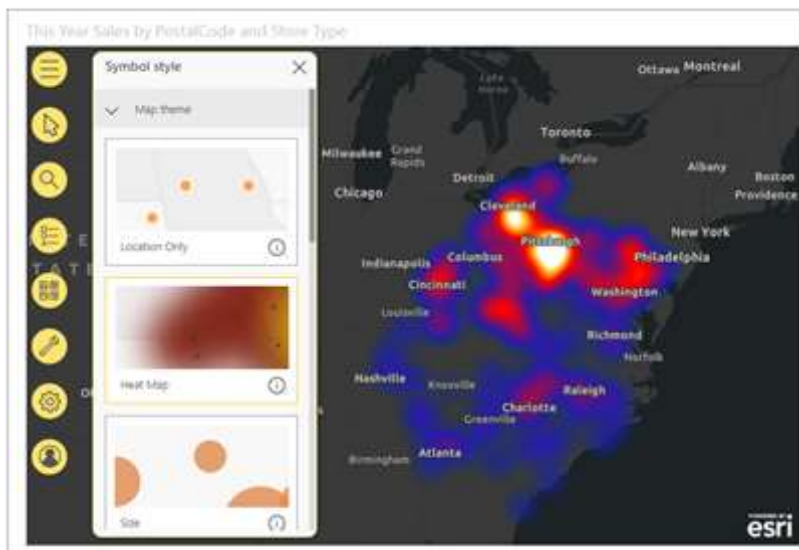 This Year Sales by PostalCode and Store Type
Symbol style
Map theme
Location Only
Heat Map
Size
Ottawa Montreal
Toronto
Milwaukee Grand Rapids
Buffalo
Albany
Boston
Detroit
Providence
Chicago
Cleveland
New York
Pittsburgh
Indianapolis Columbus
Philadelphia
Cincinnati
Washington
Louisville
Richmond
Norfolk
Nashville Knoxville
Raleigh
Charlotte
Greenville
Birmingham Atlanta
POWERED BY
esri